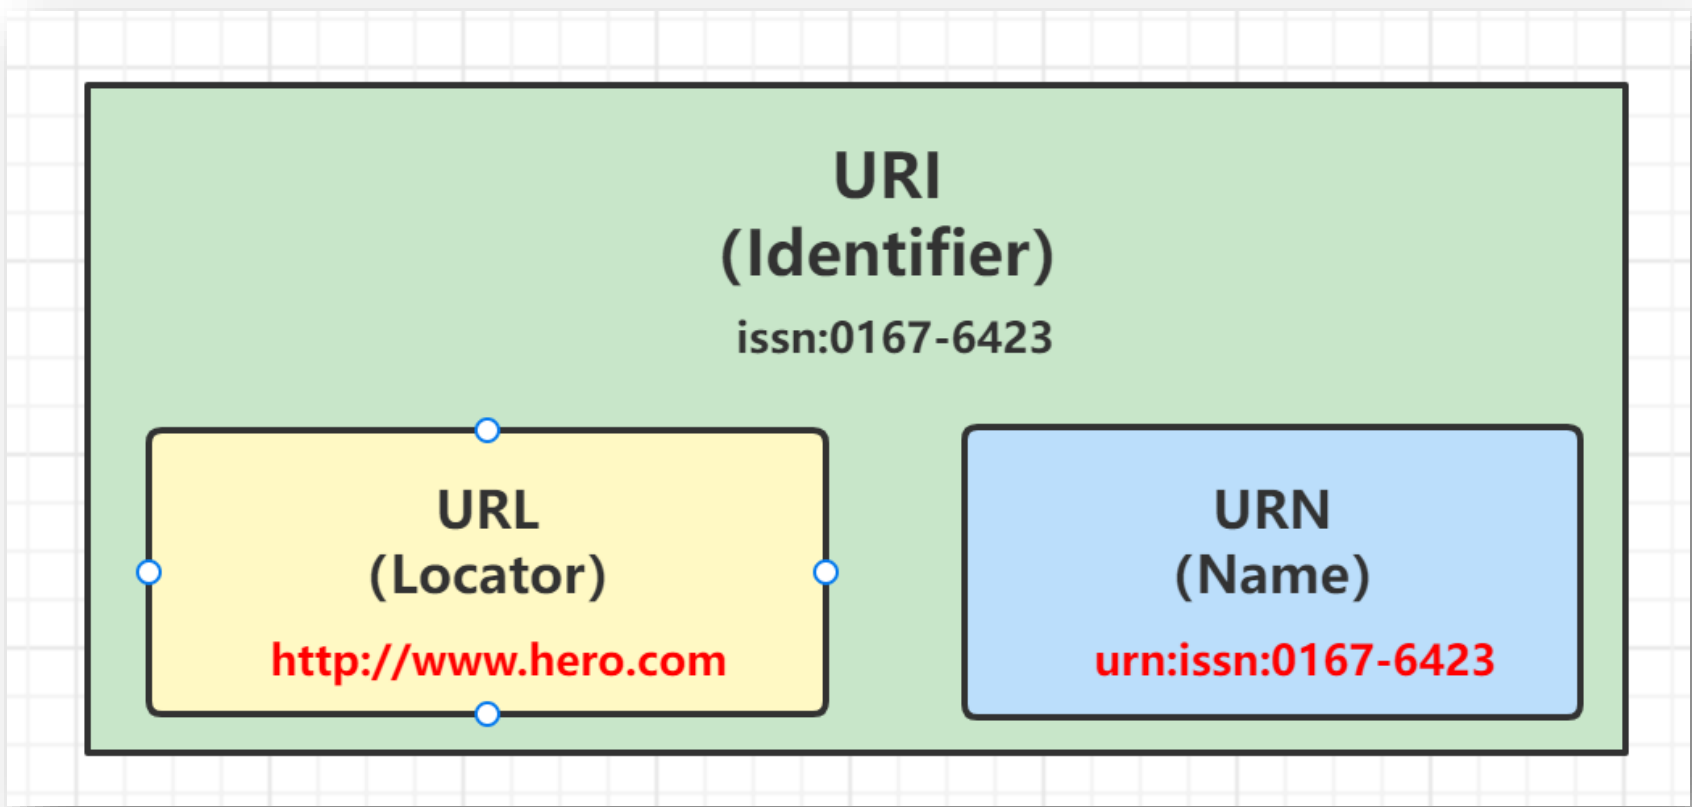 URI
(Identifier)
issn:0167-6423
URL
(Locator)
http://www.hero.com
URN
(Name)
urn:issn:0167-6423